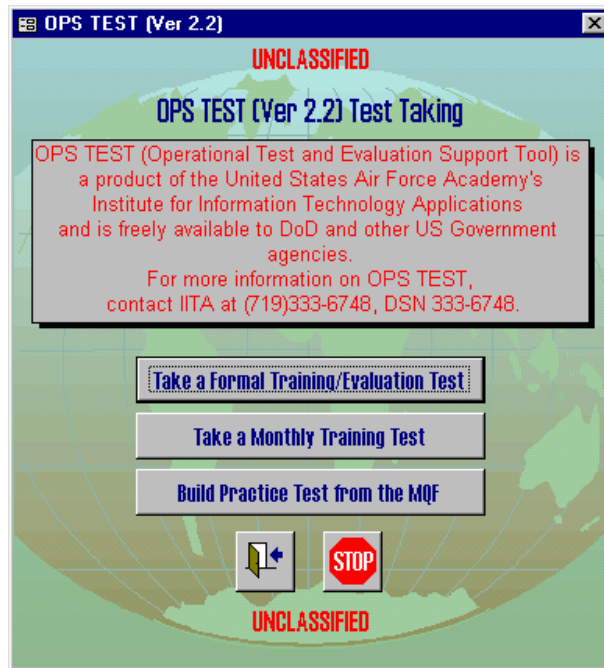 OPS TEST (Ver 2.2)
UNCLASSIFIED
OPS TEST (Ver 2.2) Test Taking
OPS TEST (Operational Test and Evaluation Support Tool) is
a product of the United States Air Force Academy's
Institute for Information Technology Applications
and is freely available to DoD and other US Government
agencies.
For more information on OPS TEST,
contact IITA at (719)333-6748, DSN 333-6748.
Take a Formal Training/Evaluation Test
Take a Monthly Training Test
Build Practice Test from the MQF
STOP
UNCLASSIFIED